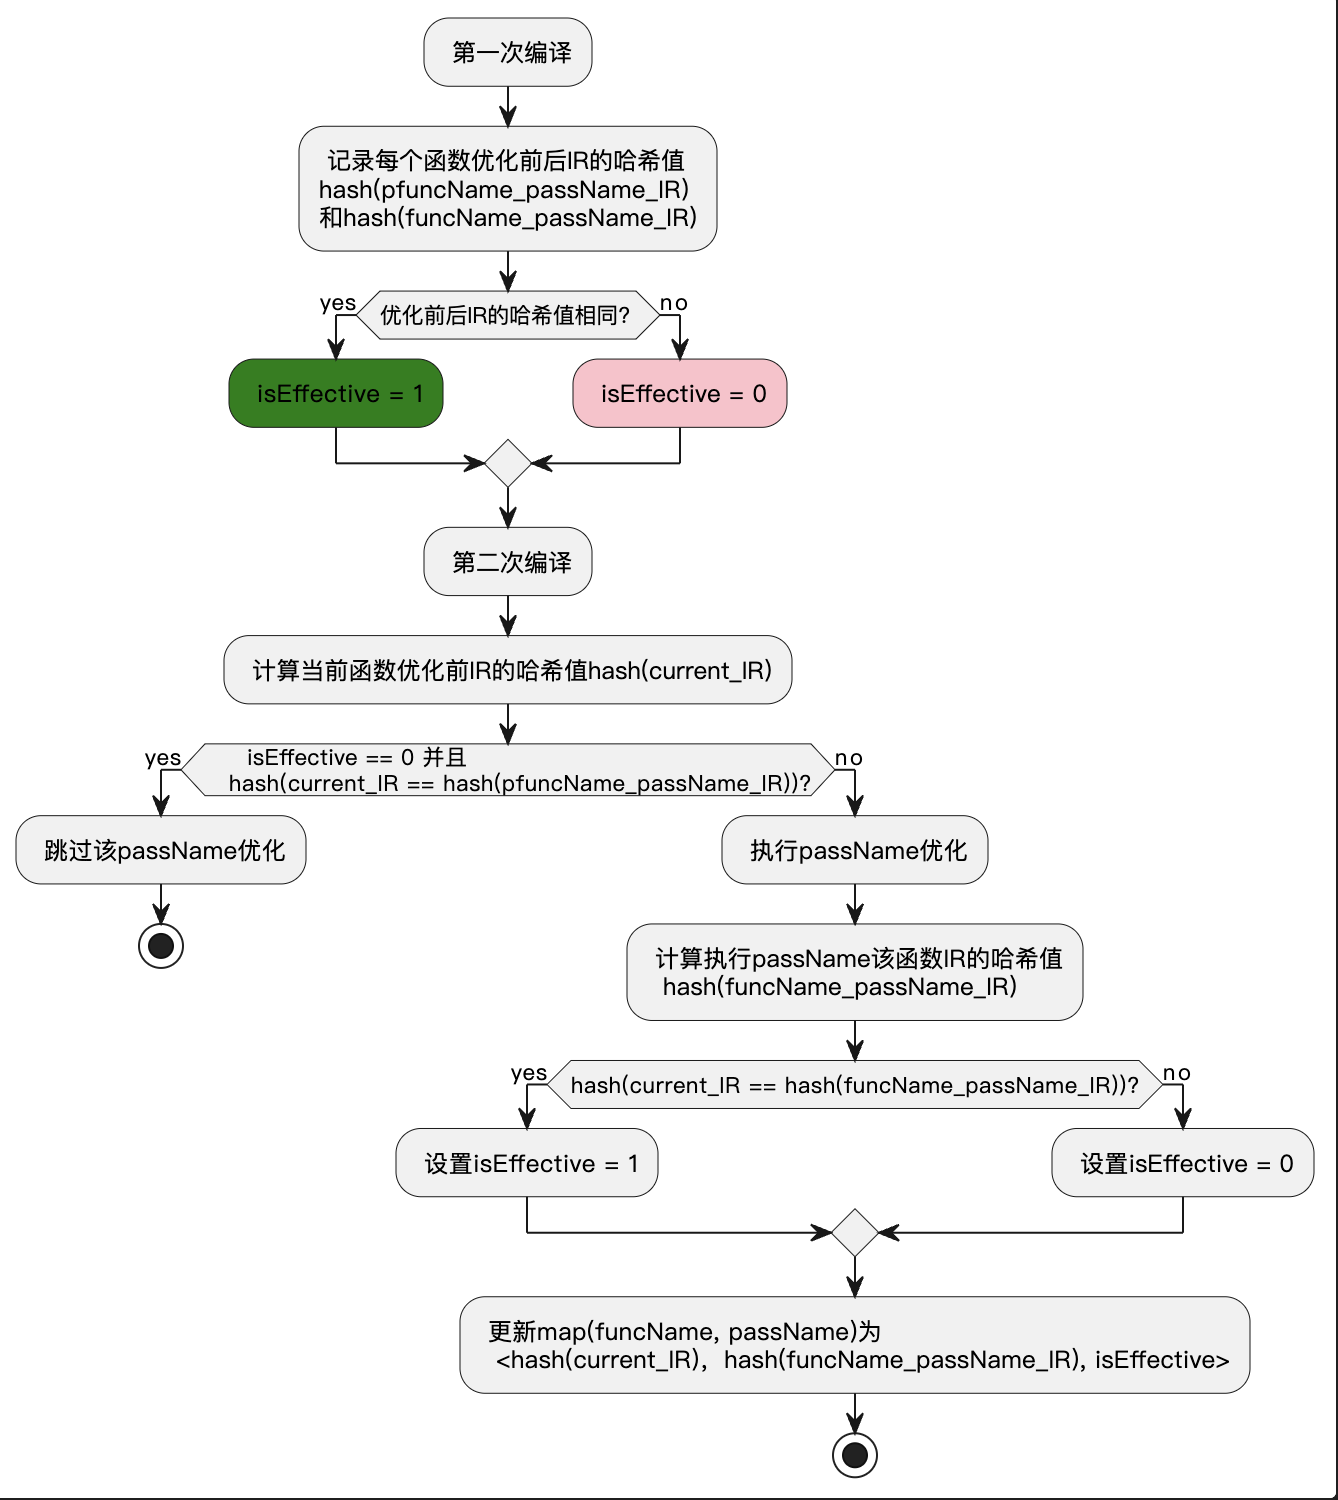 第一次编译
记录每个函数优化前后IR的哈希值
hash(pfuncName_passName_IR)
和hash(funcName_passName_IR)
yes
优化前后IR的哈希值相同?
no
isEffective = 1
isEffective = 0
第二次编译
计算当前函数优化前IR的哈希值hash(current_IR)
yes
isEffective == 0 并且
hash(current_IR == hash(pfuncName_passName_IR))?
no
跳过该passName优化
执行passName优化
计算执行passName该函数IR的哈希值
hash(funcName_passName_IR)
yes
hash(current_IR == hash(funcName_passName_IR))?
no
设置isEffective = 1
设置isEffective = 0
更新map(funcName, passName)为
<hash(current_IR),  hash(funcName_passName_IR), isEffective>